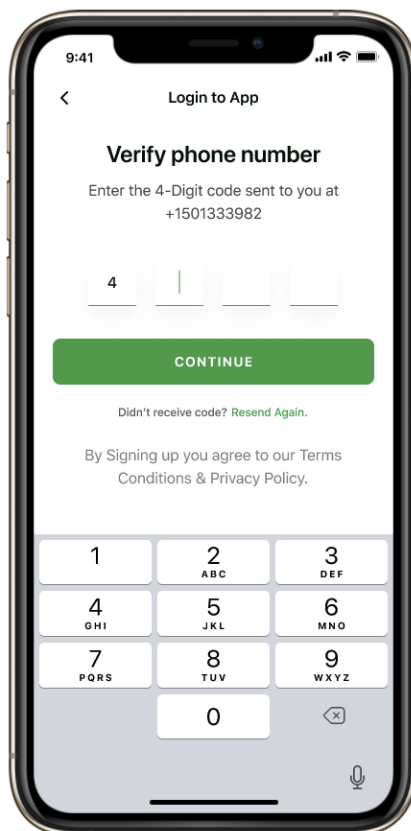 9:41
Login to App
Verify phone number
Enter the 4-Digit code sent to you at
+1501333982
4
CONTINUE
Didn't receive code? Resend Again.
By Signing up you agree to our Terms
Conditions & Privacy Policy.
1 2 3
ABC DEF
4 5 6
GHI JKL MNO
7 8 9
PQRS TUV WXYZ
0